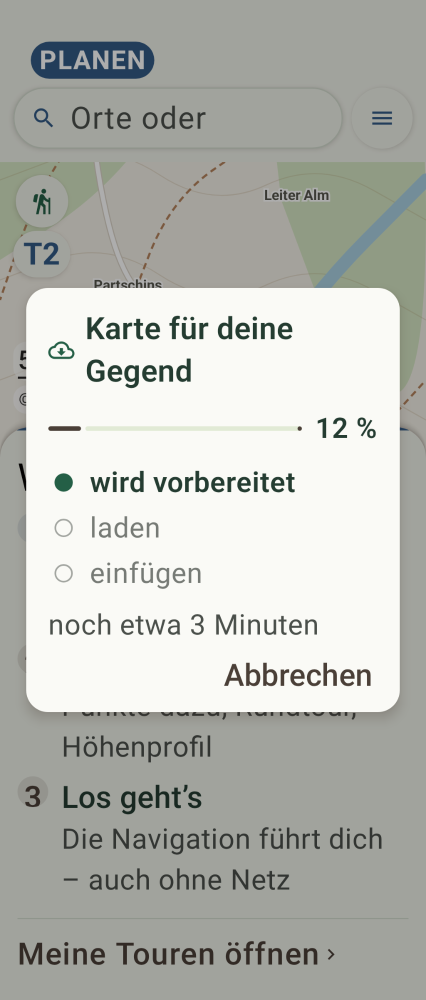 PLANEN
Orte oder
Leiter Alm
T2
Partschins
Karte für deine
Gegend
12 %
wird vorbereitet
laden
einfügen
noch etwa 3 Minuten
Abbrechen
Höhenprofil
3 Los geht’s
Die Navigation führt dich
– auch ohne Netz
Meine Touren öffnen ›